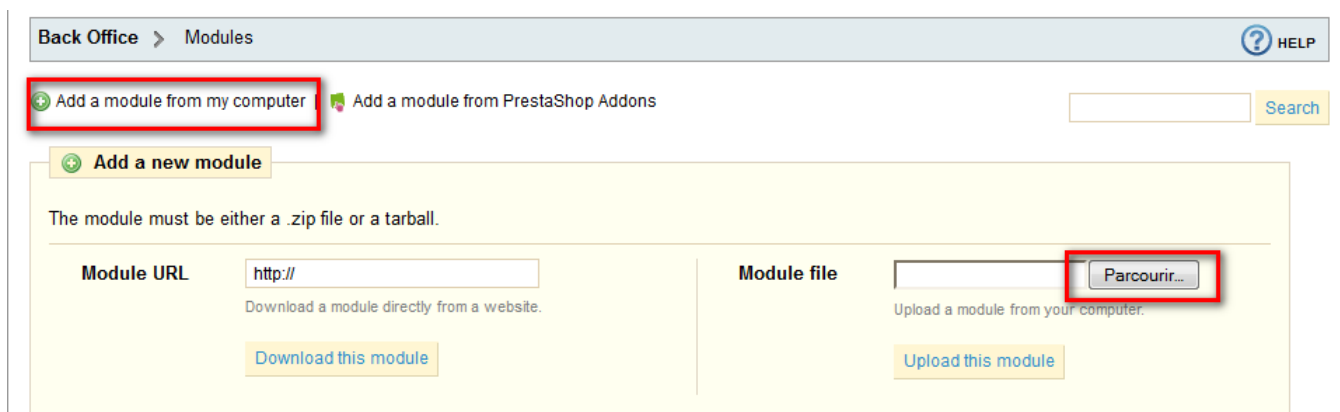 Back Office > Modules
HELP
Add a module from my computer | Add a module from PrestaShop Addons
Search
Add a new module
The module must be either a .zip file or a tarball.
Module URL http:// Module file Parcourir...
Download a module directly from a website. Upload a module from your computer.
Download this module Upload this module